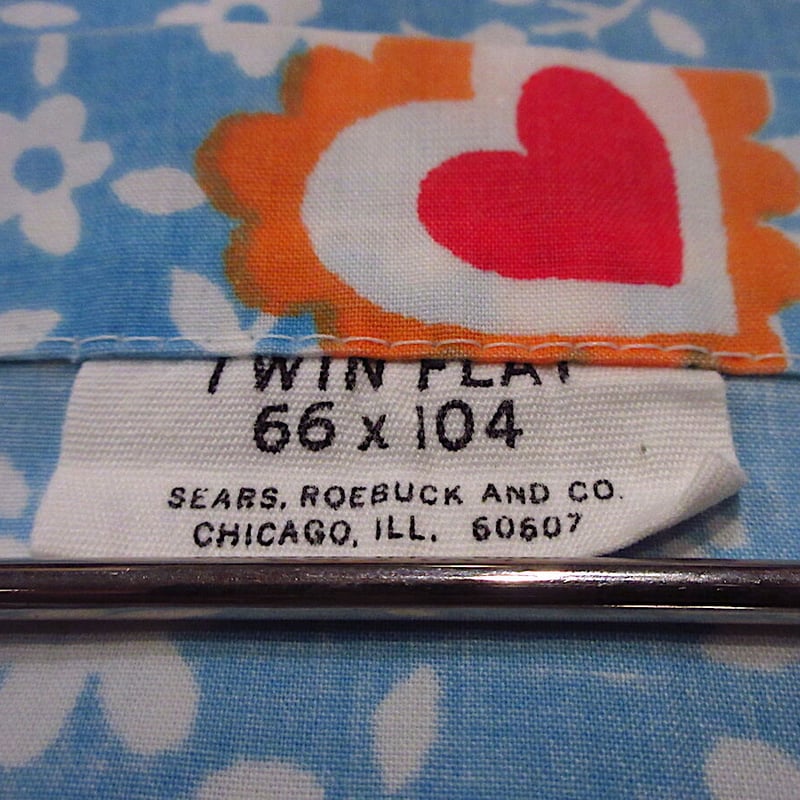 TWIN FLAT
66 x 104
SEARS, ROEBUCK AND CO.
CHICAGO, ILL. 60607